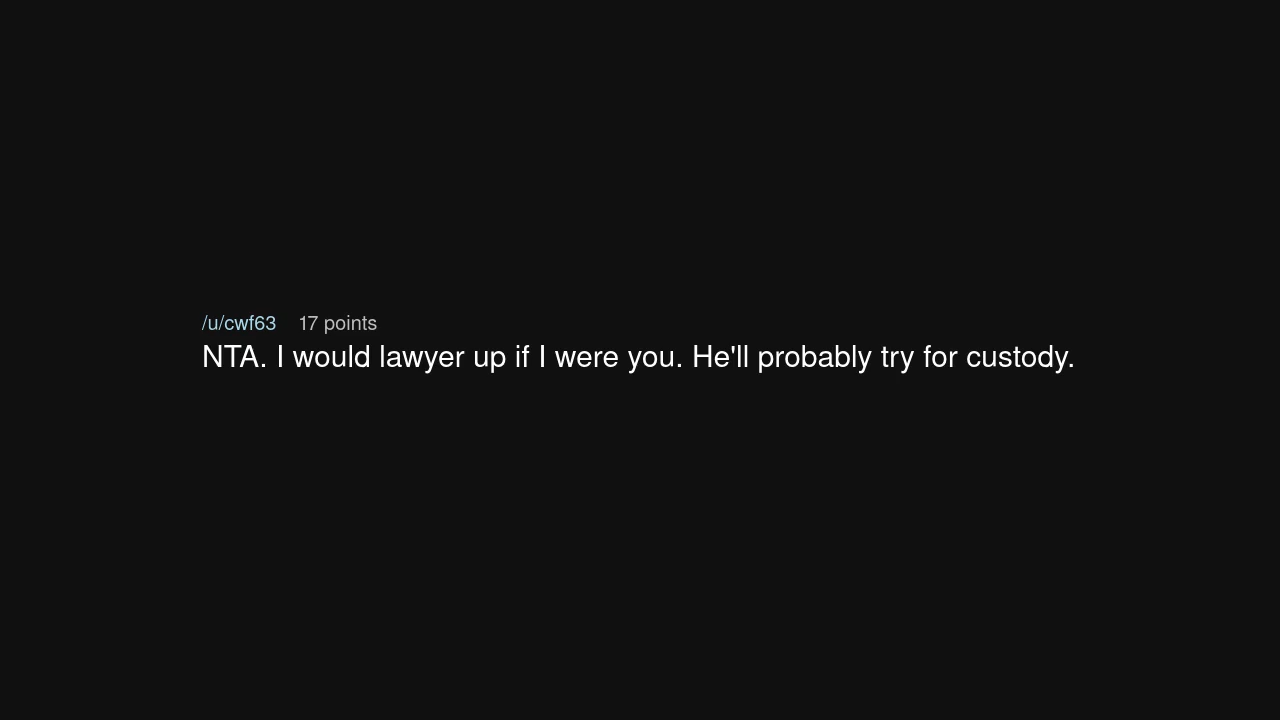 /u/cwf63 17 points
NTA. I would lawyer up if I were you. He'll probably try for custody.